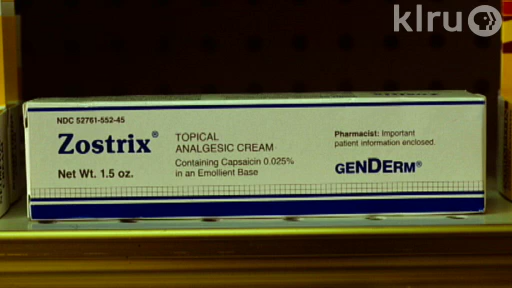 klru PBS
NDC 52761-552-45
Zostrix®
Net Wt. 1.5 oz.
TOPICAL
ANALGESIC CREAM
Containing Capsaicin 0.025%
in an Emollient Base
Pharmacist: Important
patient information enclosed.
GENDERM®